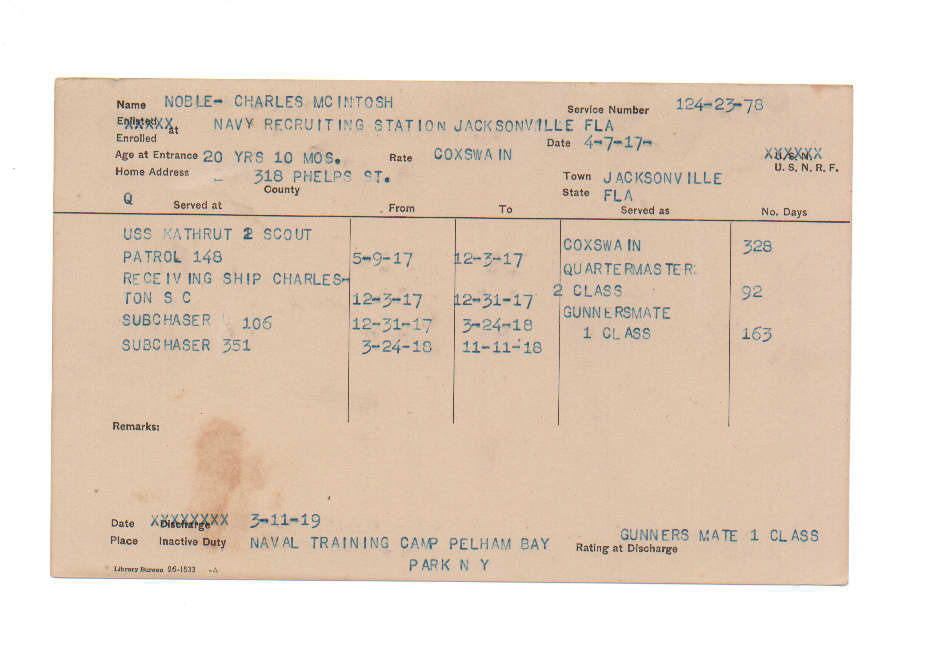 Name NOBLE- CHARLES MCINTOSH Service Number 124-23-78
Enlisted XXXXX at NAVY RECRUITING STATION JACKSONVILLE FLA
Enrolled Date 4-7-17-
Age at Entrance 20 YRS 10 MOS. Rate COXSWAIN U.S.N. XXXXXX
U. S. N. R. F.
Home Address 318 PHELPS ST. Town JACKSONVILLE
County State FLA
Q Served at From To Served as No. Days
USS KATHRUT 2 SCOUT
PATROL 148 5-9-17 12-3-17 COXSWAIN 328
RECEIVING SHIP CHARLES- QUARTERMASTER
TON S C 12-3-17 12-31-17 2 CLASS 92
SUBCHASER 106 12-31-17 3-24-18 GUNNERSMATE
SUBCHASER 351 3-24-18 11-11-18 1 CLASS 163
Remarks:
Date Discharge XXXXXXXX 3-11-19
Place Inactive Duty NAVAL TRAINING CAMP PELHAM BAY Rating at Discharge GUNNERS MATE 1 CLASS
PARK N Y
Library Bureau 26-1533